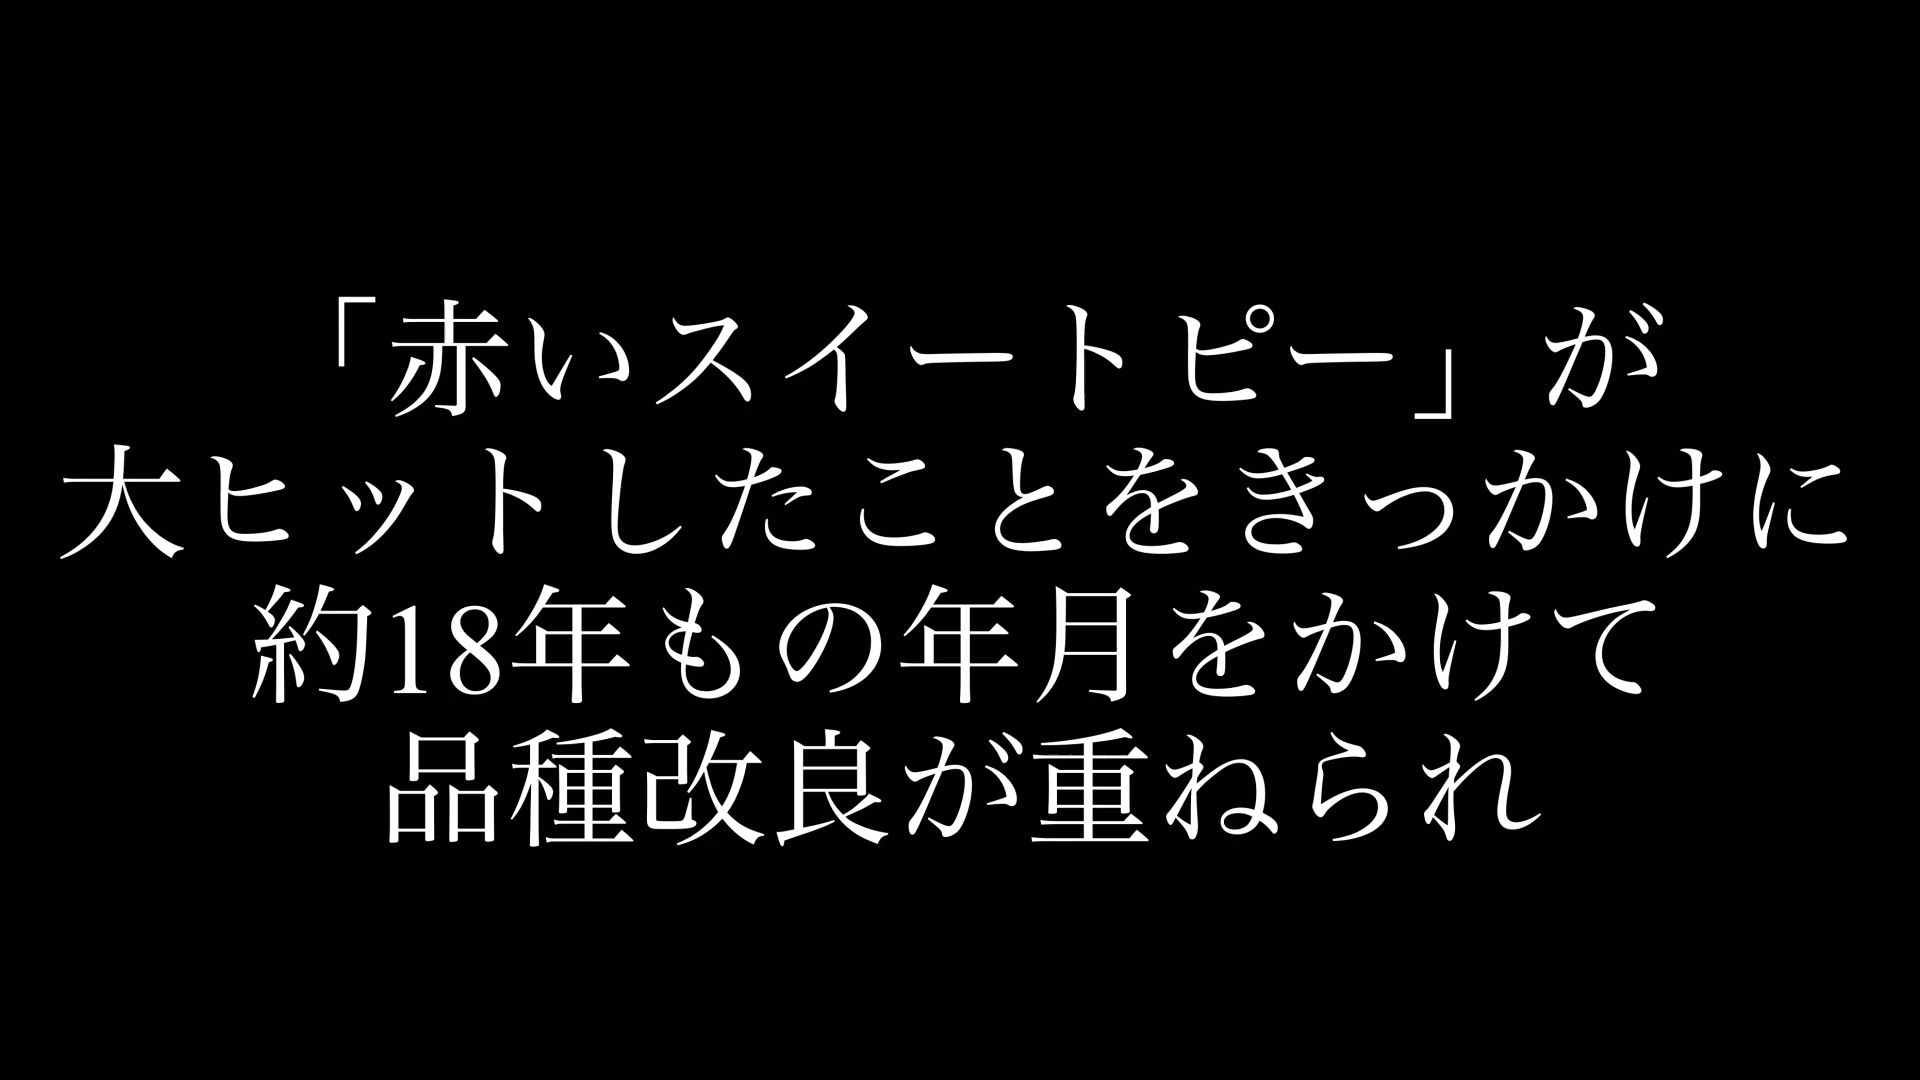 「赤いスイートピー」が
大ヒットしたことをきっかけに
約18年もの年月をかけて
品種改良が重ねられ